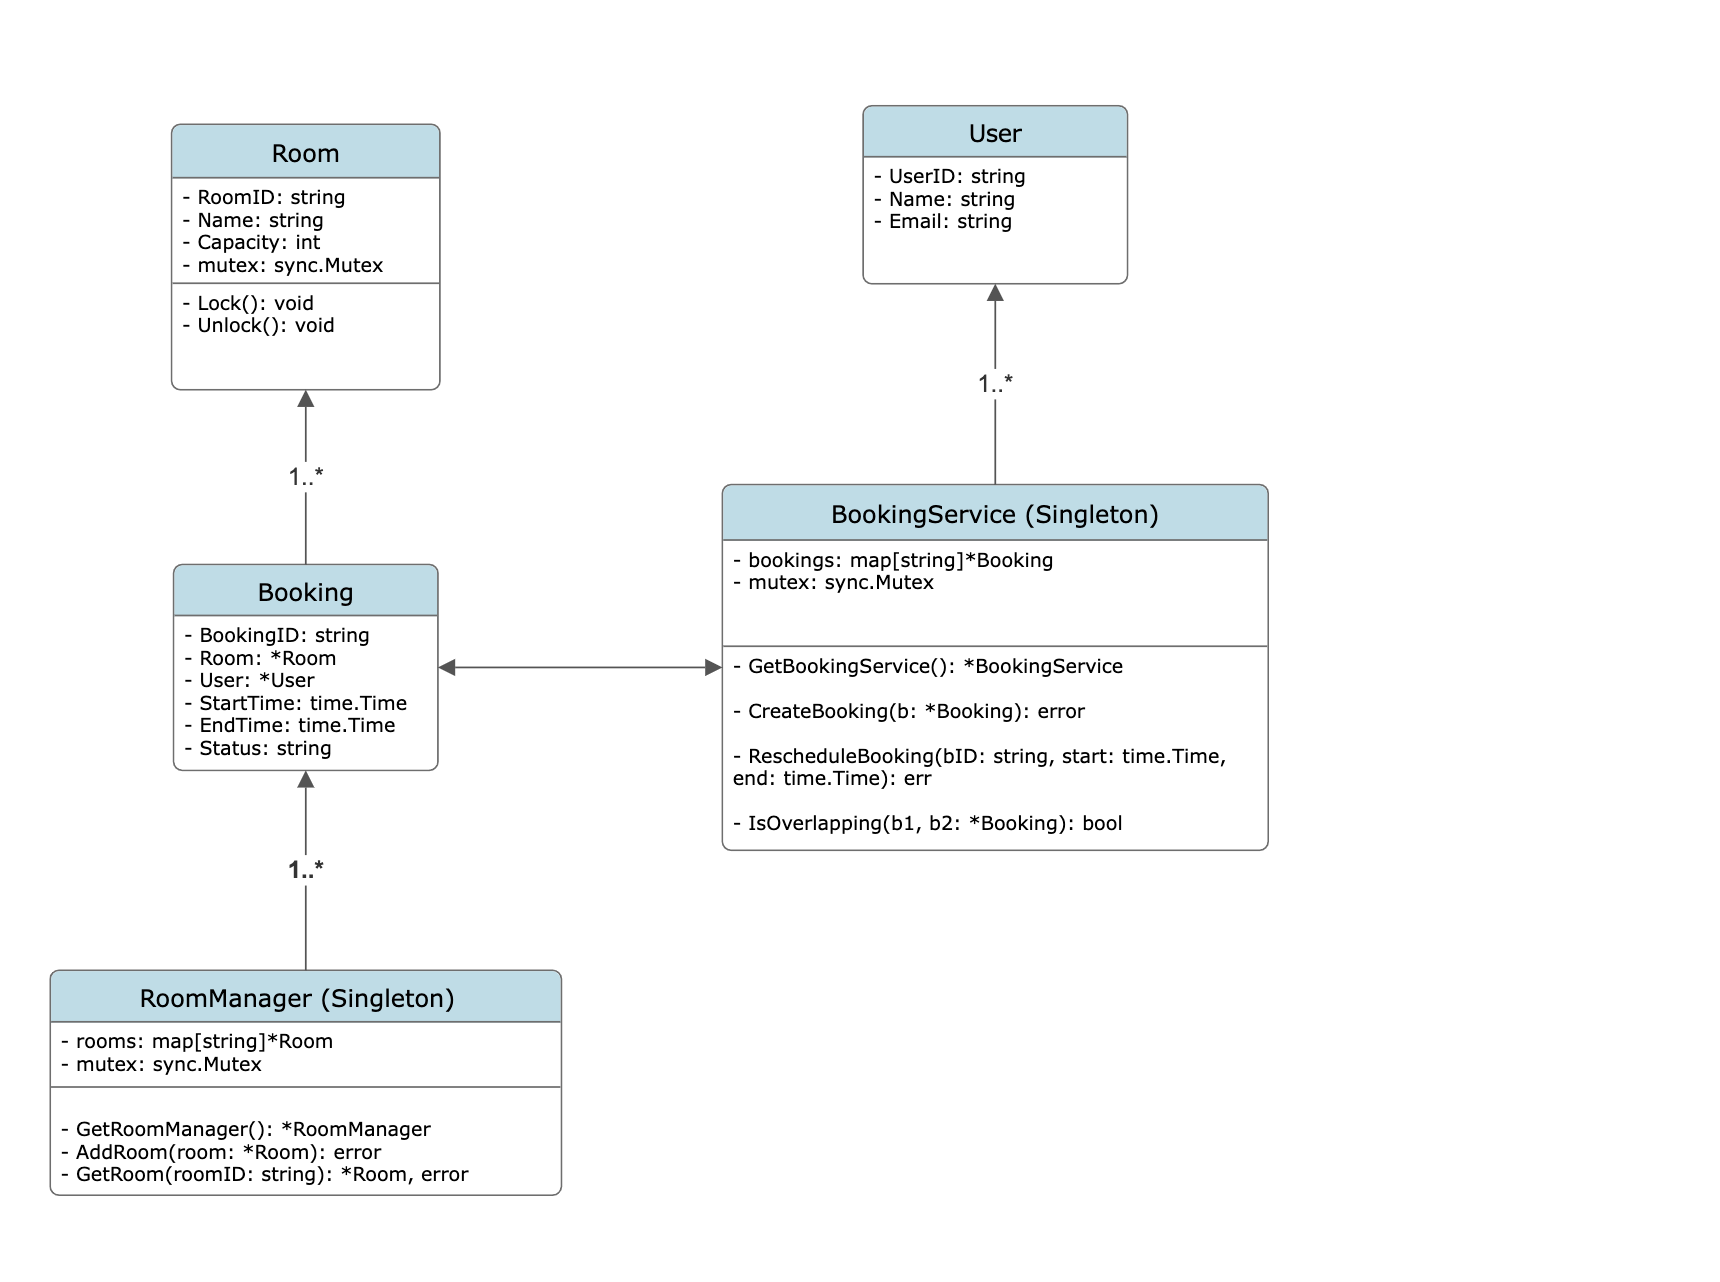 Room
- RoomID: string
- Name: string
- Capacity: int
- mutex: sync.Mutex
- Lock(): void
- Unlock(): void
User
- UserID: string
- Name: string
- Email: string
1..*
1..*
Booking
- BookingID: string
- Room: *Room
- User: *User
- StartTime: time.Time
- EndTime: time.Time
- Status: string
BookingService (Singleton)
- bookings: map[string]*Booking
- mutex: sync.Mutex
- GetBookingService(): *BookingService
- CreateBooking(b: *Booking): error
- RescheduleBooking(bID: string, start: time.Time,
end: time.Time): err
- IsOverlapping(b1, b2: *Booking): bool
1..*
RoomManager (Singleton)
- rooms: map[string]*Room
- mutex: sync.Mutex
- GetRoomManager(): *RoomManager
- AddRoom(room: *Room): error
- GetRoom(roomID: string): *Room, error